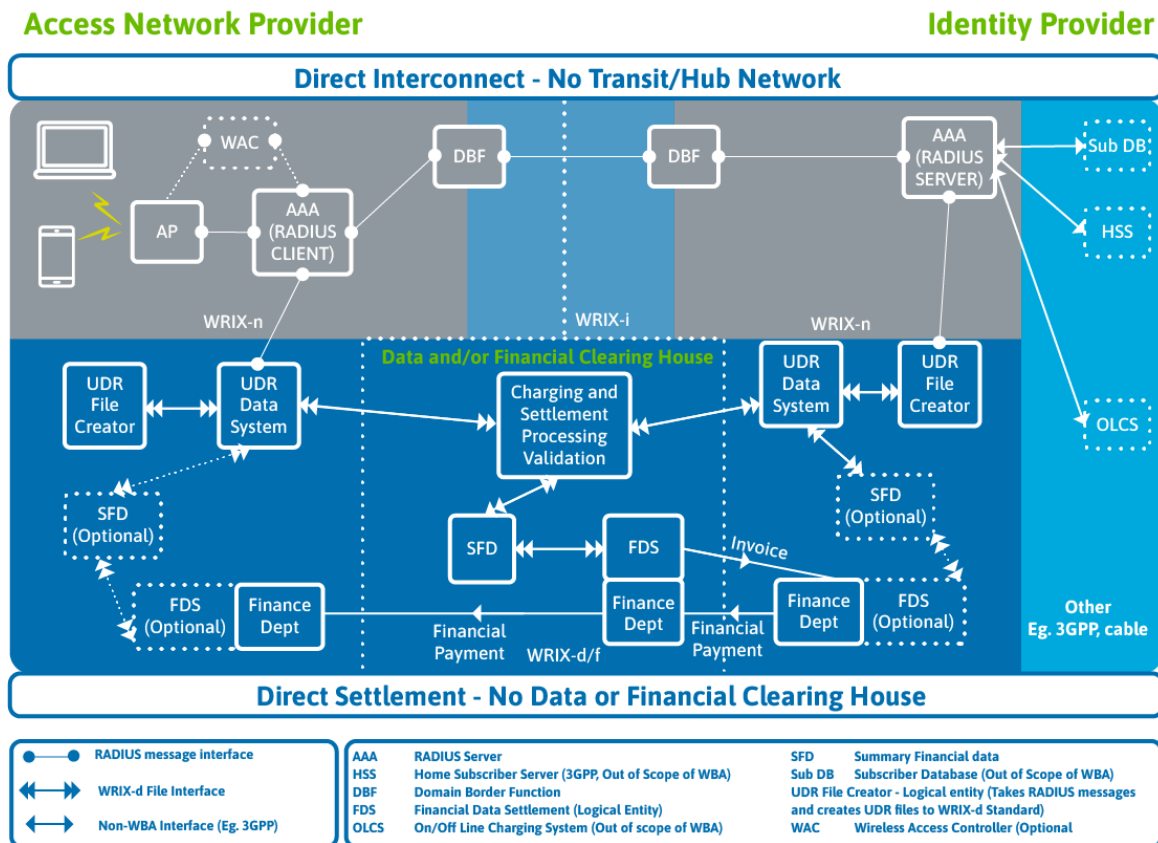 Access Network Provider
Identity Provider
Direct Interconnect - No Transit/Hub Network
WAC
DBF
DBF
AAA
(RADIUS
SERVER)
Sub DB
AP
AAA
(RADIUS
CLIENT)
HSS
WRIX-n
WRIX-i
WRIX-n
Data and/or Financial Clearing House
UDR
File
Creator
UDR
Data
System
Charging and
Settlement
Processing
Validation
UDR
Data
System
UDR
File
Creator
OLCS
SFD
(Optional)
SFD
(Optional)
SFD
FDS
Invoice
FDS
(Optional)
Finance
Dept
Financial
Payment
WRIX-d/f
Finance
Dept
Financial
Payment
Finance
Dept
FDS
(Optional)
Other
Eg. 3GPP, cable
Direct Settlement - No Data or Financial Clearing House
RADIUS message interface
WRIX-d File Interface
Non-WBA Interface (Eg. 3GPP)
AAA RADIUS Server
HSS Home Subscriber Server (3GPP, Out of Scope of WBA)
DBF Domain Border Function
FDS Financial Data Settlement (Logical Entity)
OLCS On/Off Line Charging System (Out of scope of WBA)
SFD Summary Financial data
Sub DB Subscriber Database (Out of Scope of WBA)
UDR File Creator - Logical entity (Takes RADIUS messages
and creates UDR files to WRIX-d Standard)
WAC Wireless Access Controller (Optional